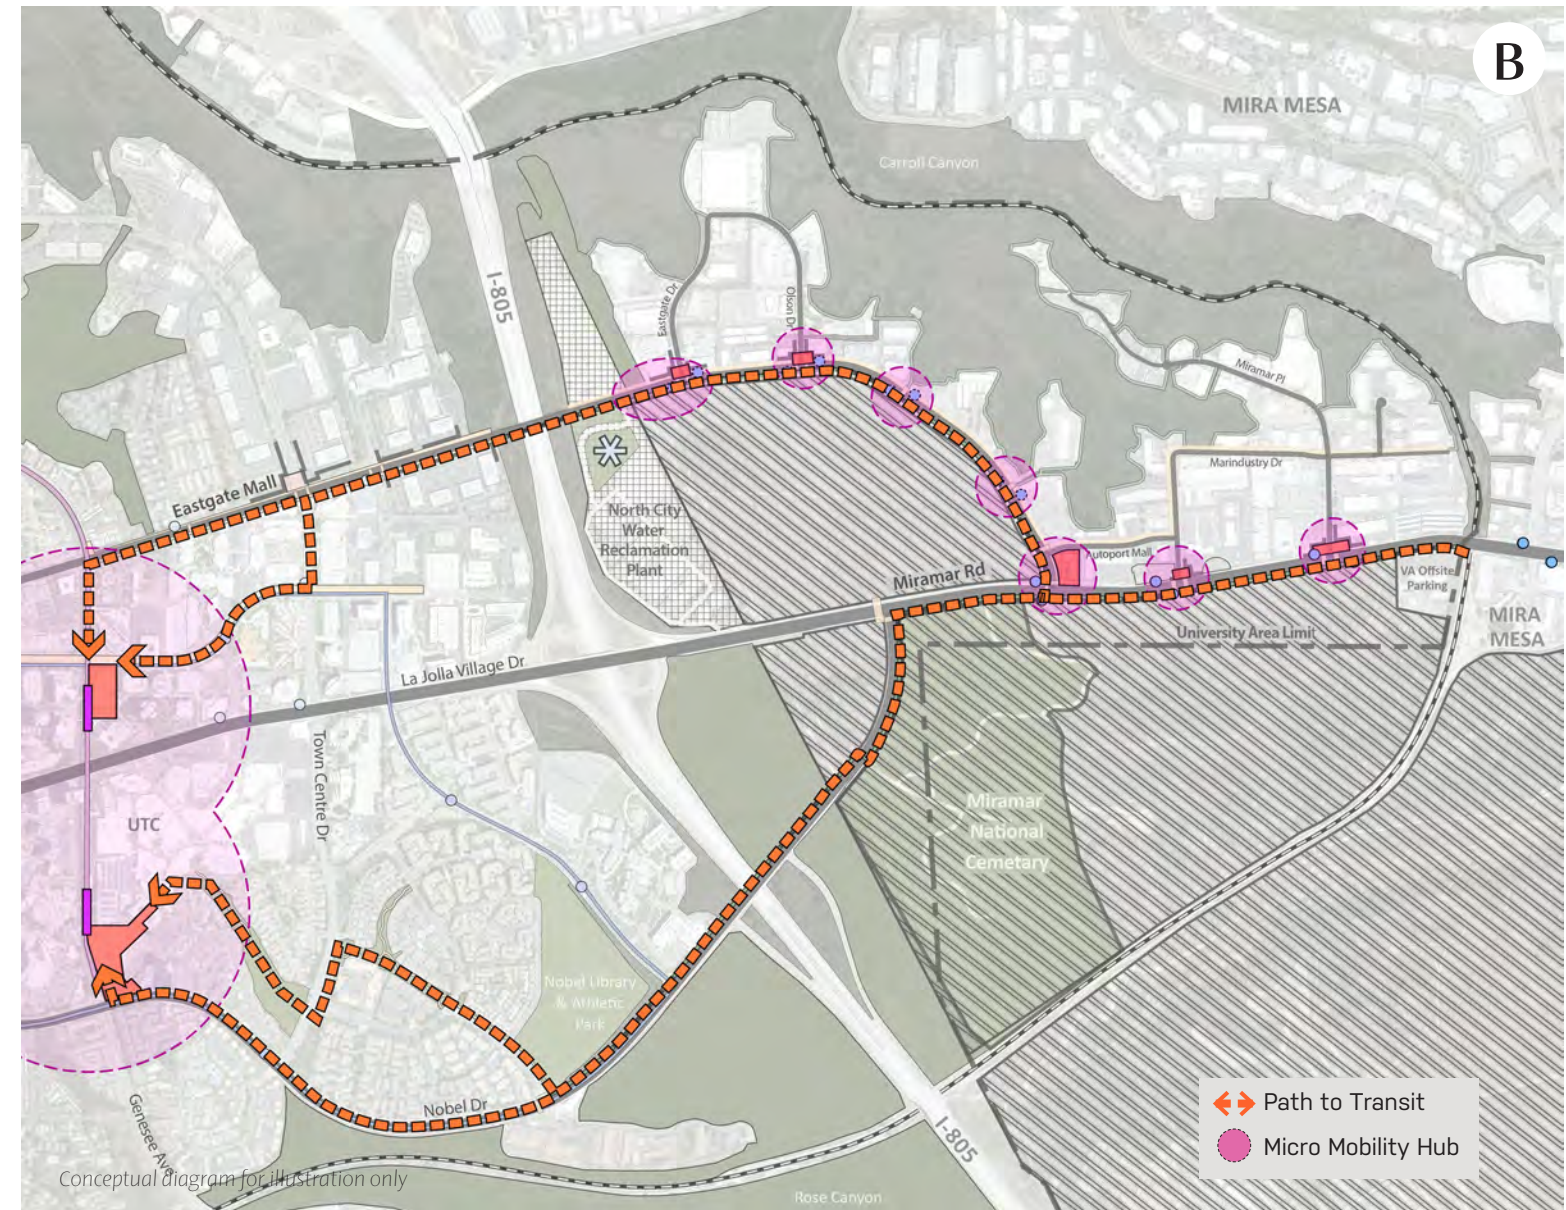 B
MIRA MESA
Carroll Canyon
I-805
Eastgate Dr
Olson Dr
Miramar Pl
Marindustry Dr
Eastgate Mall
North City
Water
Reclamation
Plant
Autoport Mall
Miramar Rd
VA Offsite
Parking
MIRA
MESA
University Area Limit
La Jolla Village Dr
Town Centre Dr
UTC
Miramar
National
Cemetary
Nobel Library
& Athletic
Park
Nobel Dr
Genesee Ave
I-805
Rose Canyon
Conceptual diagram for illustration only
Path to Transit
Micro Mobility Hub